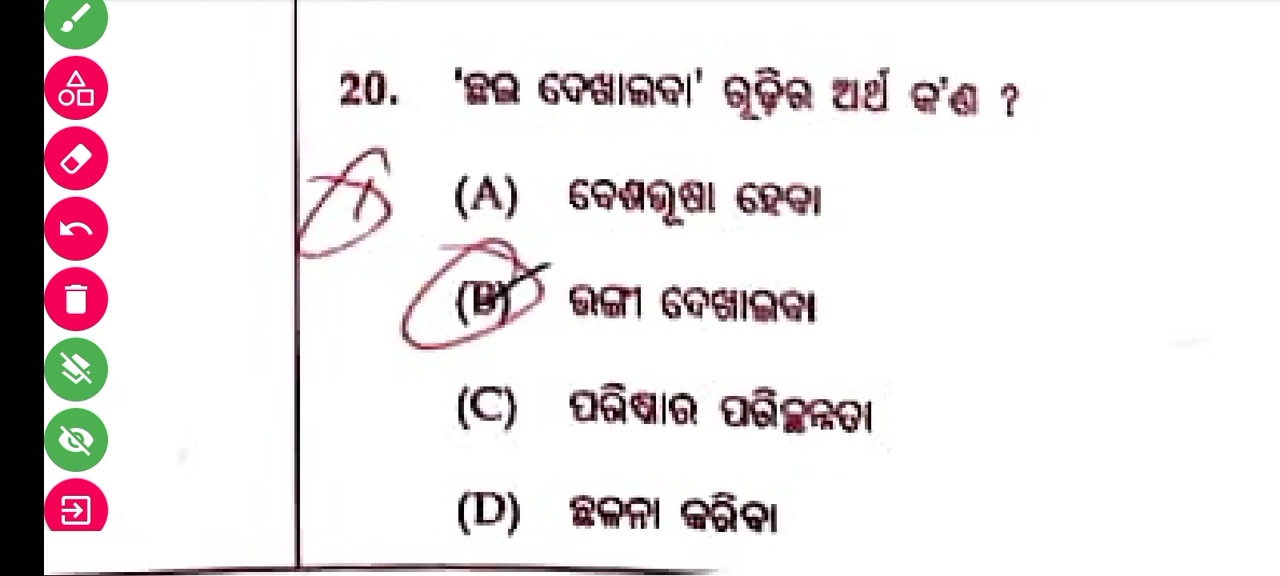 20. 'ଛଇ ଦେଖାଇବା' ରୂଢ଼ିର ଅର୍ଥ କ'ଣ ?
(A) ବେଶଭୂଷା ହେବା
(B) ଭଙ୍ଗୀ ଦେଖାଇବା
(C) ପରିଷ୍କାର ପରିଚ୍ଛନ୍ନତା
(D) ଛଳନା କରିବା